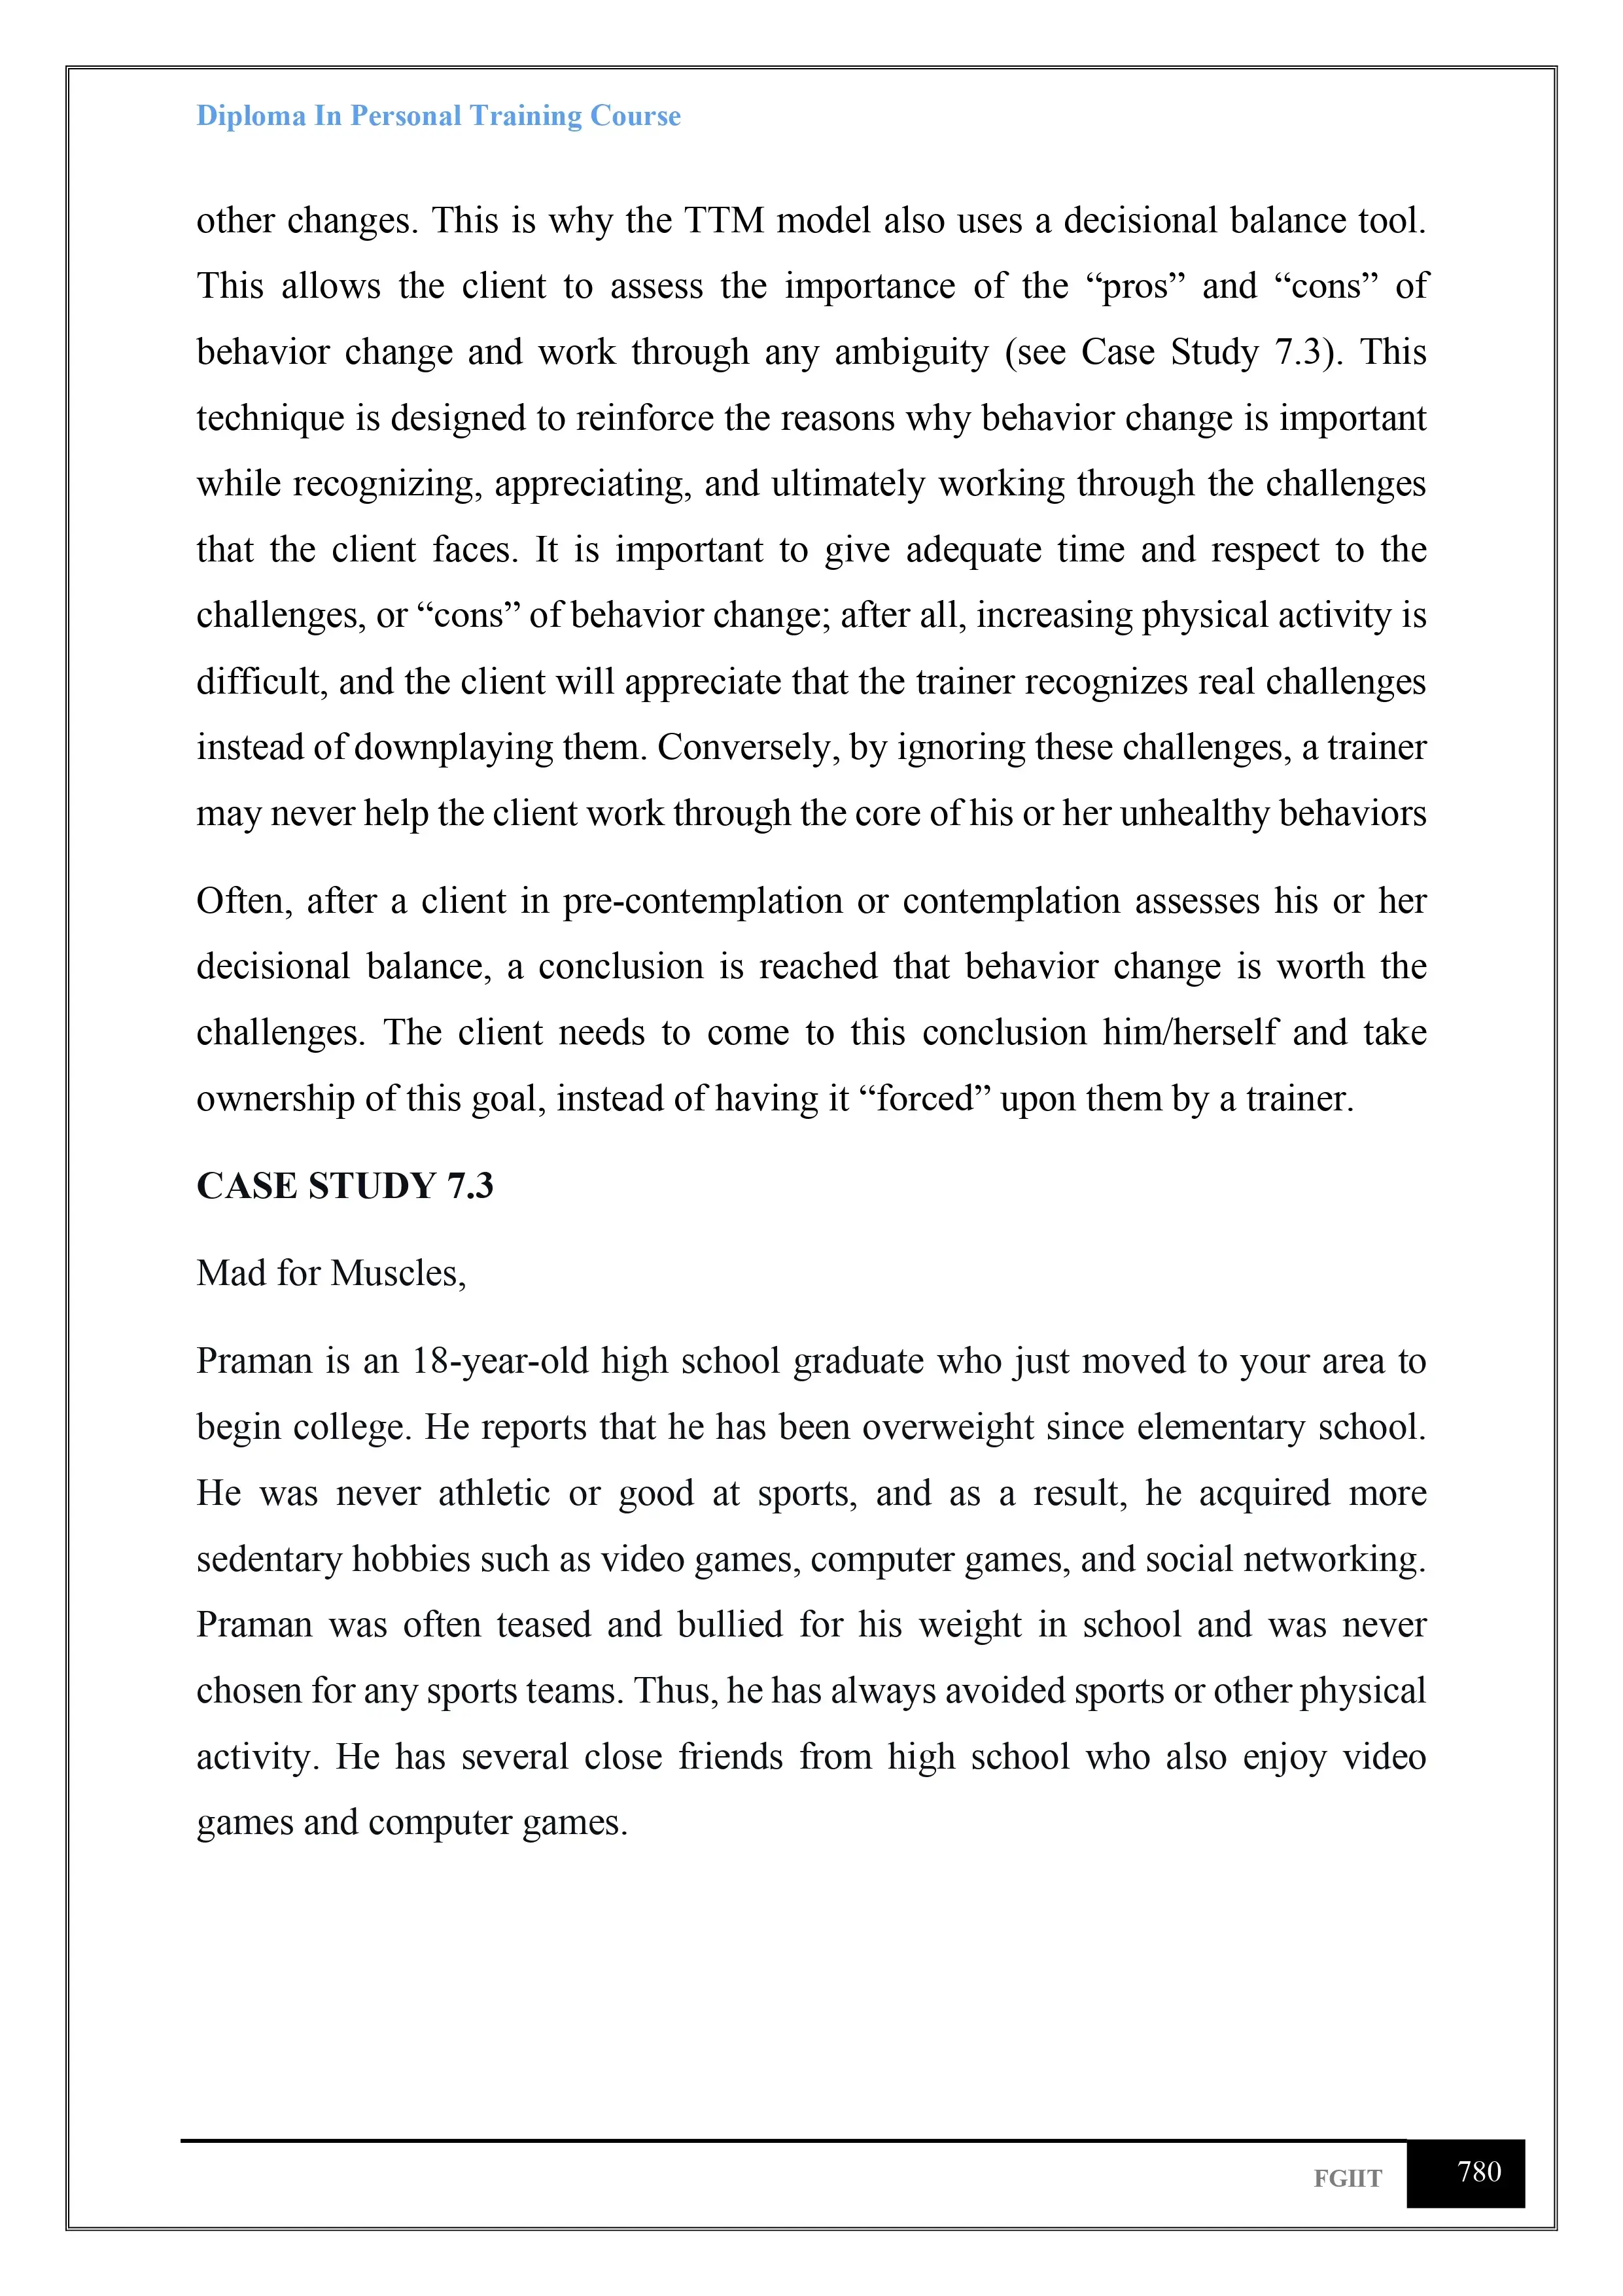 Diploma In Personal Training Course
other changes. This is why the TTM model also uses a decisional balance tool.
This allows the client to assess the importance of the “pros” and “cons” of
behavior change and work through any ambiguity (see Case Study 7.3). This
technique is designed to reinforce the reasons why behavior change is important
while recognizing, appreciating, and ultimately working through the challenges
that the client faces. It is important to give adequate time and respect to the
challenges, or “cons” of behavior change; after all, increasing physical activity is
difficult, and the client will appreciate that the trainer recognizes real challenges
instead of downplaying them. Conversely, by ignoring these challenges, a trainer
may never help the client work through the core of his or her unhealthy behaviors
Often, after a client in pre-contemplation or contemplation assesses his or her
decisional balance, a conclusion is reached that behavior change is worth the
challenges. The client needs to come to this conclusion him/herself and take
ownership of this goal, instead of having it “forced” upon them by a trainer.
CASE STUDY 7.3
Mad for Muscles,
Praman is an 18-year-old high school graduate who just moved to your area to
begin college. He reports that he has been overweight since elementary school.
He was never athletic or good at sports, and as a result, he acquired more
sedentary hobbies such as video games, computer games, and social networking.
Praman was often teased and bullied for his weight in school and was never
chosen for any sports teams. Thus, he has always avoided sports or other physical
activity. He has several close friends from high school who also enjoy video
games and computer games.
FGIIT 780